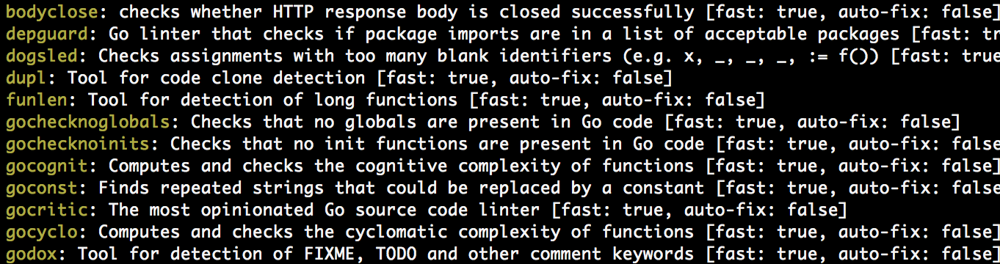 bodyclose: checks whether HTTP response body is closed successfully [fast: true, auto-fix: false]
depguard: Go linter that checks if package imports are in a list of acceptable packages [fast: tr
dogsled: Checks assignments with too many blank identifiers (e.g. x, _, _, _, := f()) [fast: true
dupl: Tool for code clone detection [fast: true, auto-fix: false]
funlen: Tool for detection of long functions [fast: true, auto-fix: false]
gochecknoglobals: Checks that no globals are present in Go code [fast: true, auto-fix: false]
gochecknoinits: Checks that no init functions are present in Go code [fast: true, auto-fix: false
gocognit: Computes and checks the cognitive complexity of functions [fast: true, auto-fix: false]
goconst: Finds repeated strings that could be replaced by a constant [fast: true, auto-fix: false
gocritic: The most opinionated Go source code linter [fast: true, auto-fix: false]
gocyclo: Computes and checks the cyclomatic complexity of functions [fast: true, auto-fix: false]
godox: Tool for detection of FIXME, TODO and other comment keywords [fast: true, auto-fix: false]